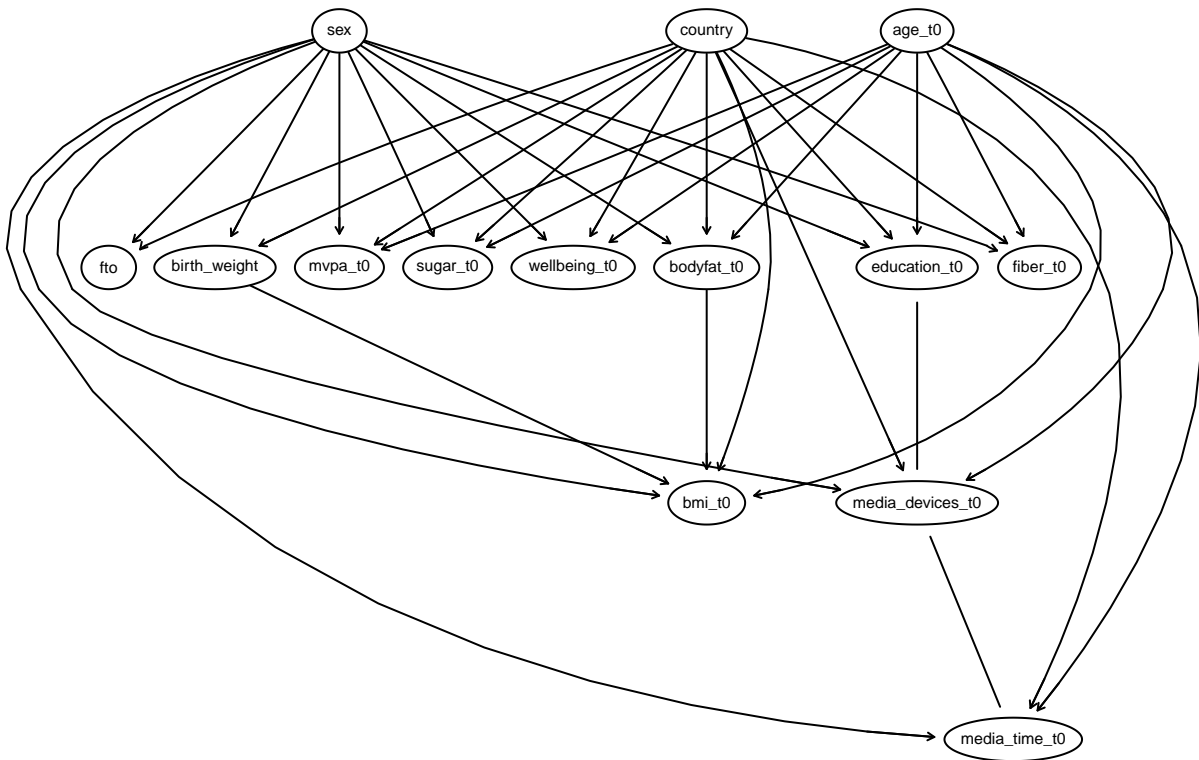 sex
country
age_t0
fto
birth_weight
mvpa_t0
sugar_t0
wellbeing_t0
bodyfat_t0
education_t0
fiber_t0
bmi_t0
media_devices_t0
media_time_t0